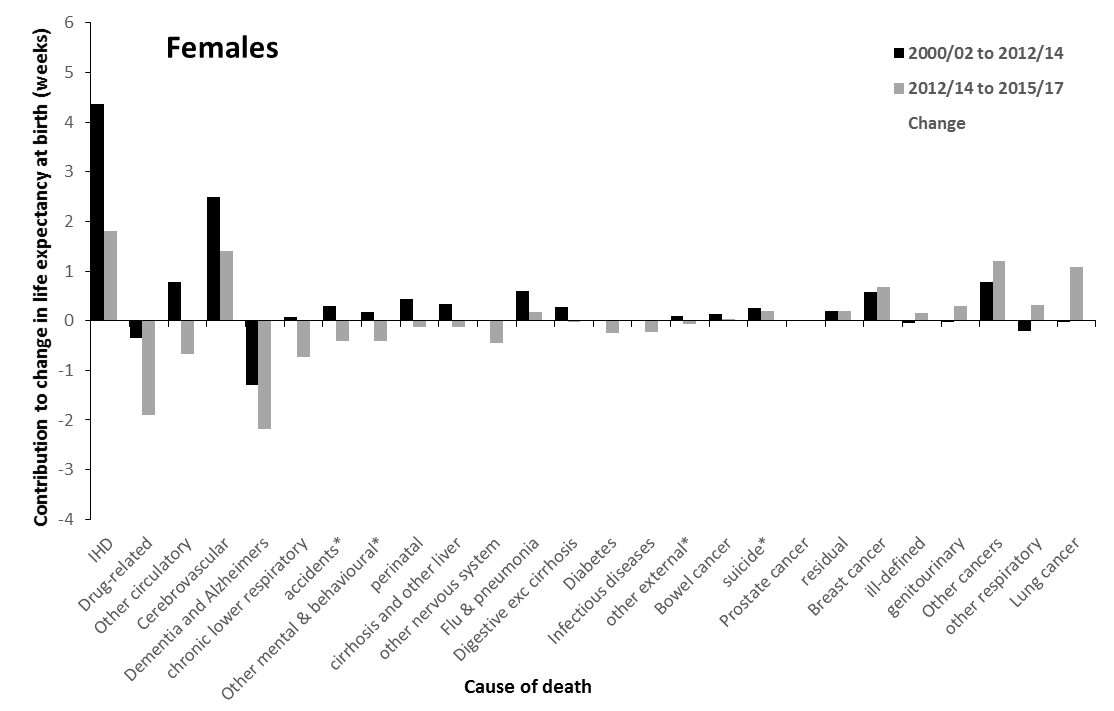 Females
2000/02 to 2012/14
2012/14 to 2015/17
Change
Contribution to change in life expectancy at birth (weeks)
6
5
4
3
2
1
0
-1
-2
-3
-4
IHD
Drug-related
Other circulatory
Cerebrovascular
Dementia and Alzheimers
chronic lower respiratory
accidents*
Other mental & behavioural*
perinatal
cirrhosis and other liver
other nervous system
Flu & pneumonia
Digestive exc cirrhosis
Diabetes
Infectious diseases
other external*
Bowel cancer
suicide*
Prostate cancer
residual
Breast cancer
ill-defined
genitourinary
Other cancers
other respiratory
Lung cancer
Cause of death